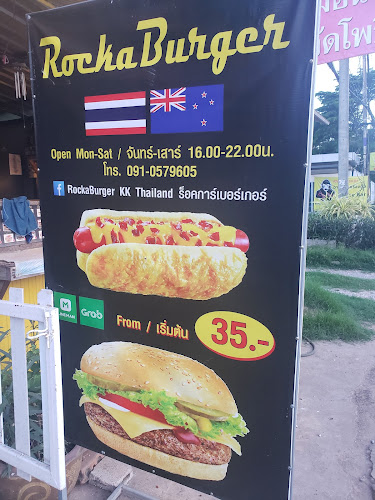 RockaBurger
Open Mon-Sat / จันทร์-เสาร์ 16.00-22.00น.
โทร. 091-0579605
f RockaBurger KK Thailand ร็อคการ์เบอร์เกอร์
Grab
From / เริ่มต้น 35.-